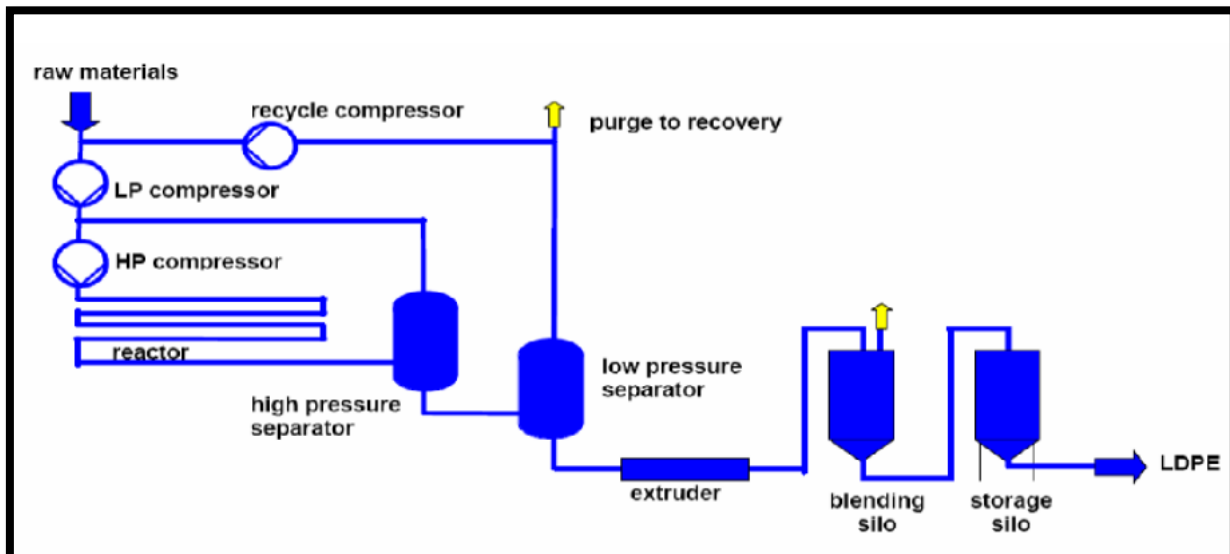 raw materials
recycle compressor
purge to recovery
LP compressor
HP compressor
reactor
high pressure
separator
low pressure
separator
extruder
blending
silo
storage
silo
LDPE